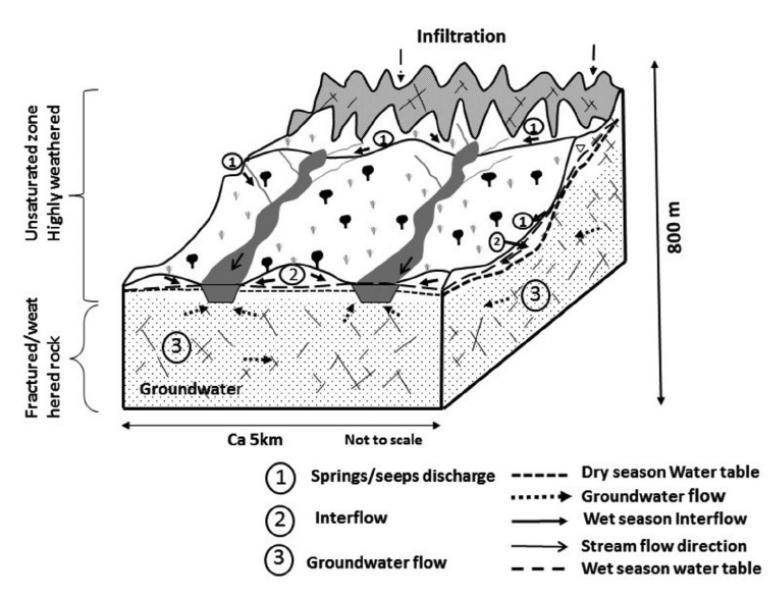 Infiltration
Unsaturated zone
Highly weathered
Fractured/weat
hered rock
1
1
1
1
2
2
3
3
Groundwater
800 m
Ca 5km
Not to scale
1 Springs/seeps discharge
2 Interflow
3 Groundwater flow
Dry season Water table
Groundwater flow
Wet season Interflow
Stream flow direction
Wet season water table